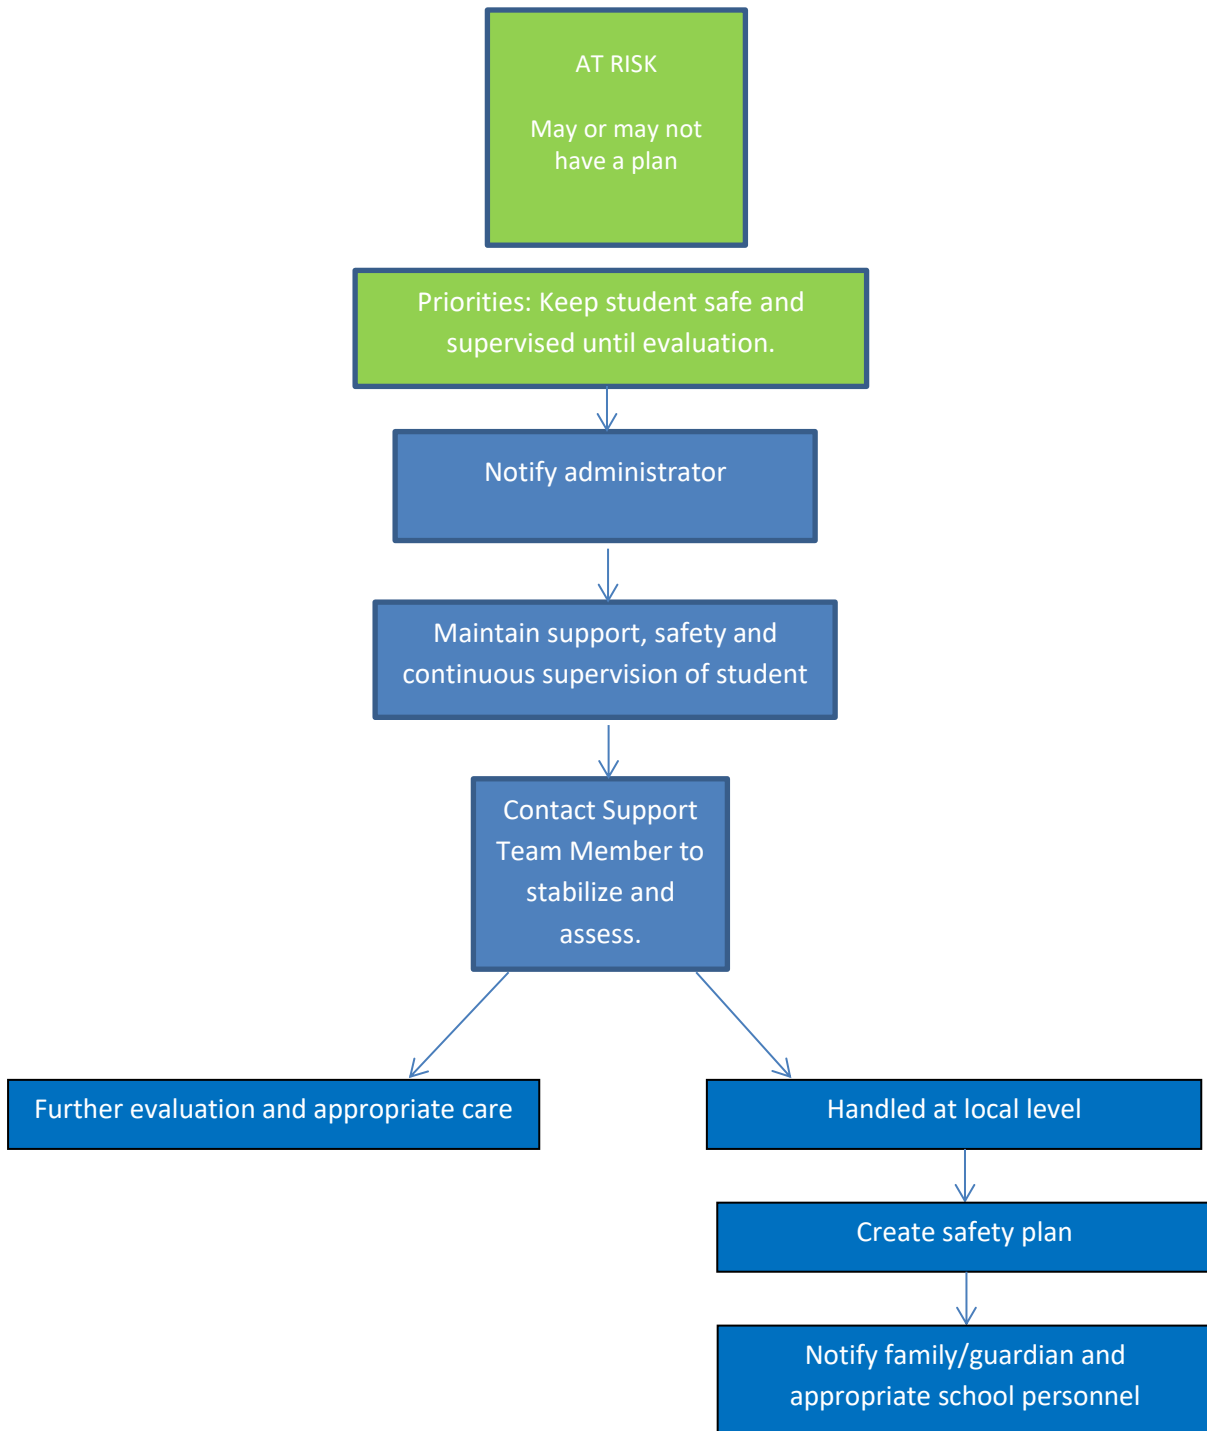 AT RISK
May or may not
have a plan
Priorities: Keep student safe and
supervised until evaluation.
Notify administrator
Maintain support, safety and
continuous supervision of student
Contact Support
Team Member to
stabilize and
assess.
Further evaluation and appropriate care
Handled at local level
Create safety plan
Notify family/guardian and
appropriate school personnel